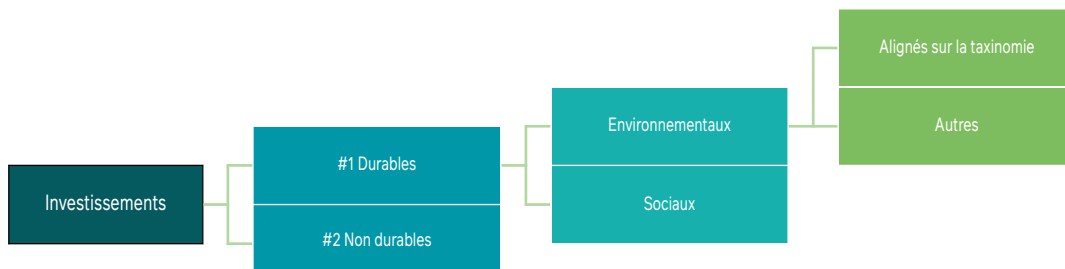 Investissements
#1 Durables
#2 Non durables
Environnementaux
Sociaux
Alignés sur la taxinomie
Autres